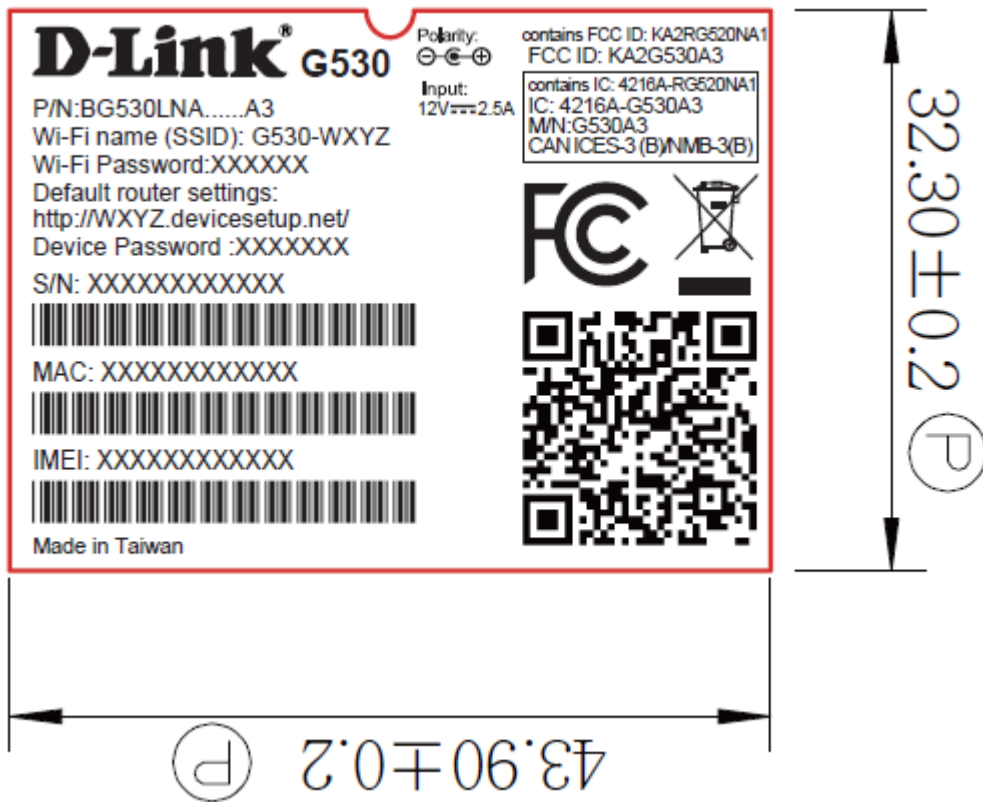 D-Link® G530
P/N:BG530LNA......A3
Wi-Fi name (SSID): G530-WXYZ
Wi-Fi Password:XXXXXX
Default router settings:
http://WXYZ.devicesetup.net/
Device Password :XXXXXXX
S/N: XXXXXXXXXXXX
MAC: XXXXXXXXXXXX
IMEI: XXXXXXXXXXXX
Made in Taiwan
Polarity:
Input:
12V⎓2.5A
contains FCC ID: KA2RG520NA1
FCC ID: KA2G530A3
contains IC: 4216A-RG520NA1
IC: 4216A-G530A3
M/N:G530A3
CAN ICES-3 (B)/NMB-3(B)
FC
32.30±0.2 P
43.90±0.2 P